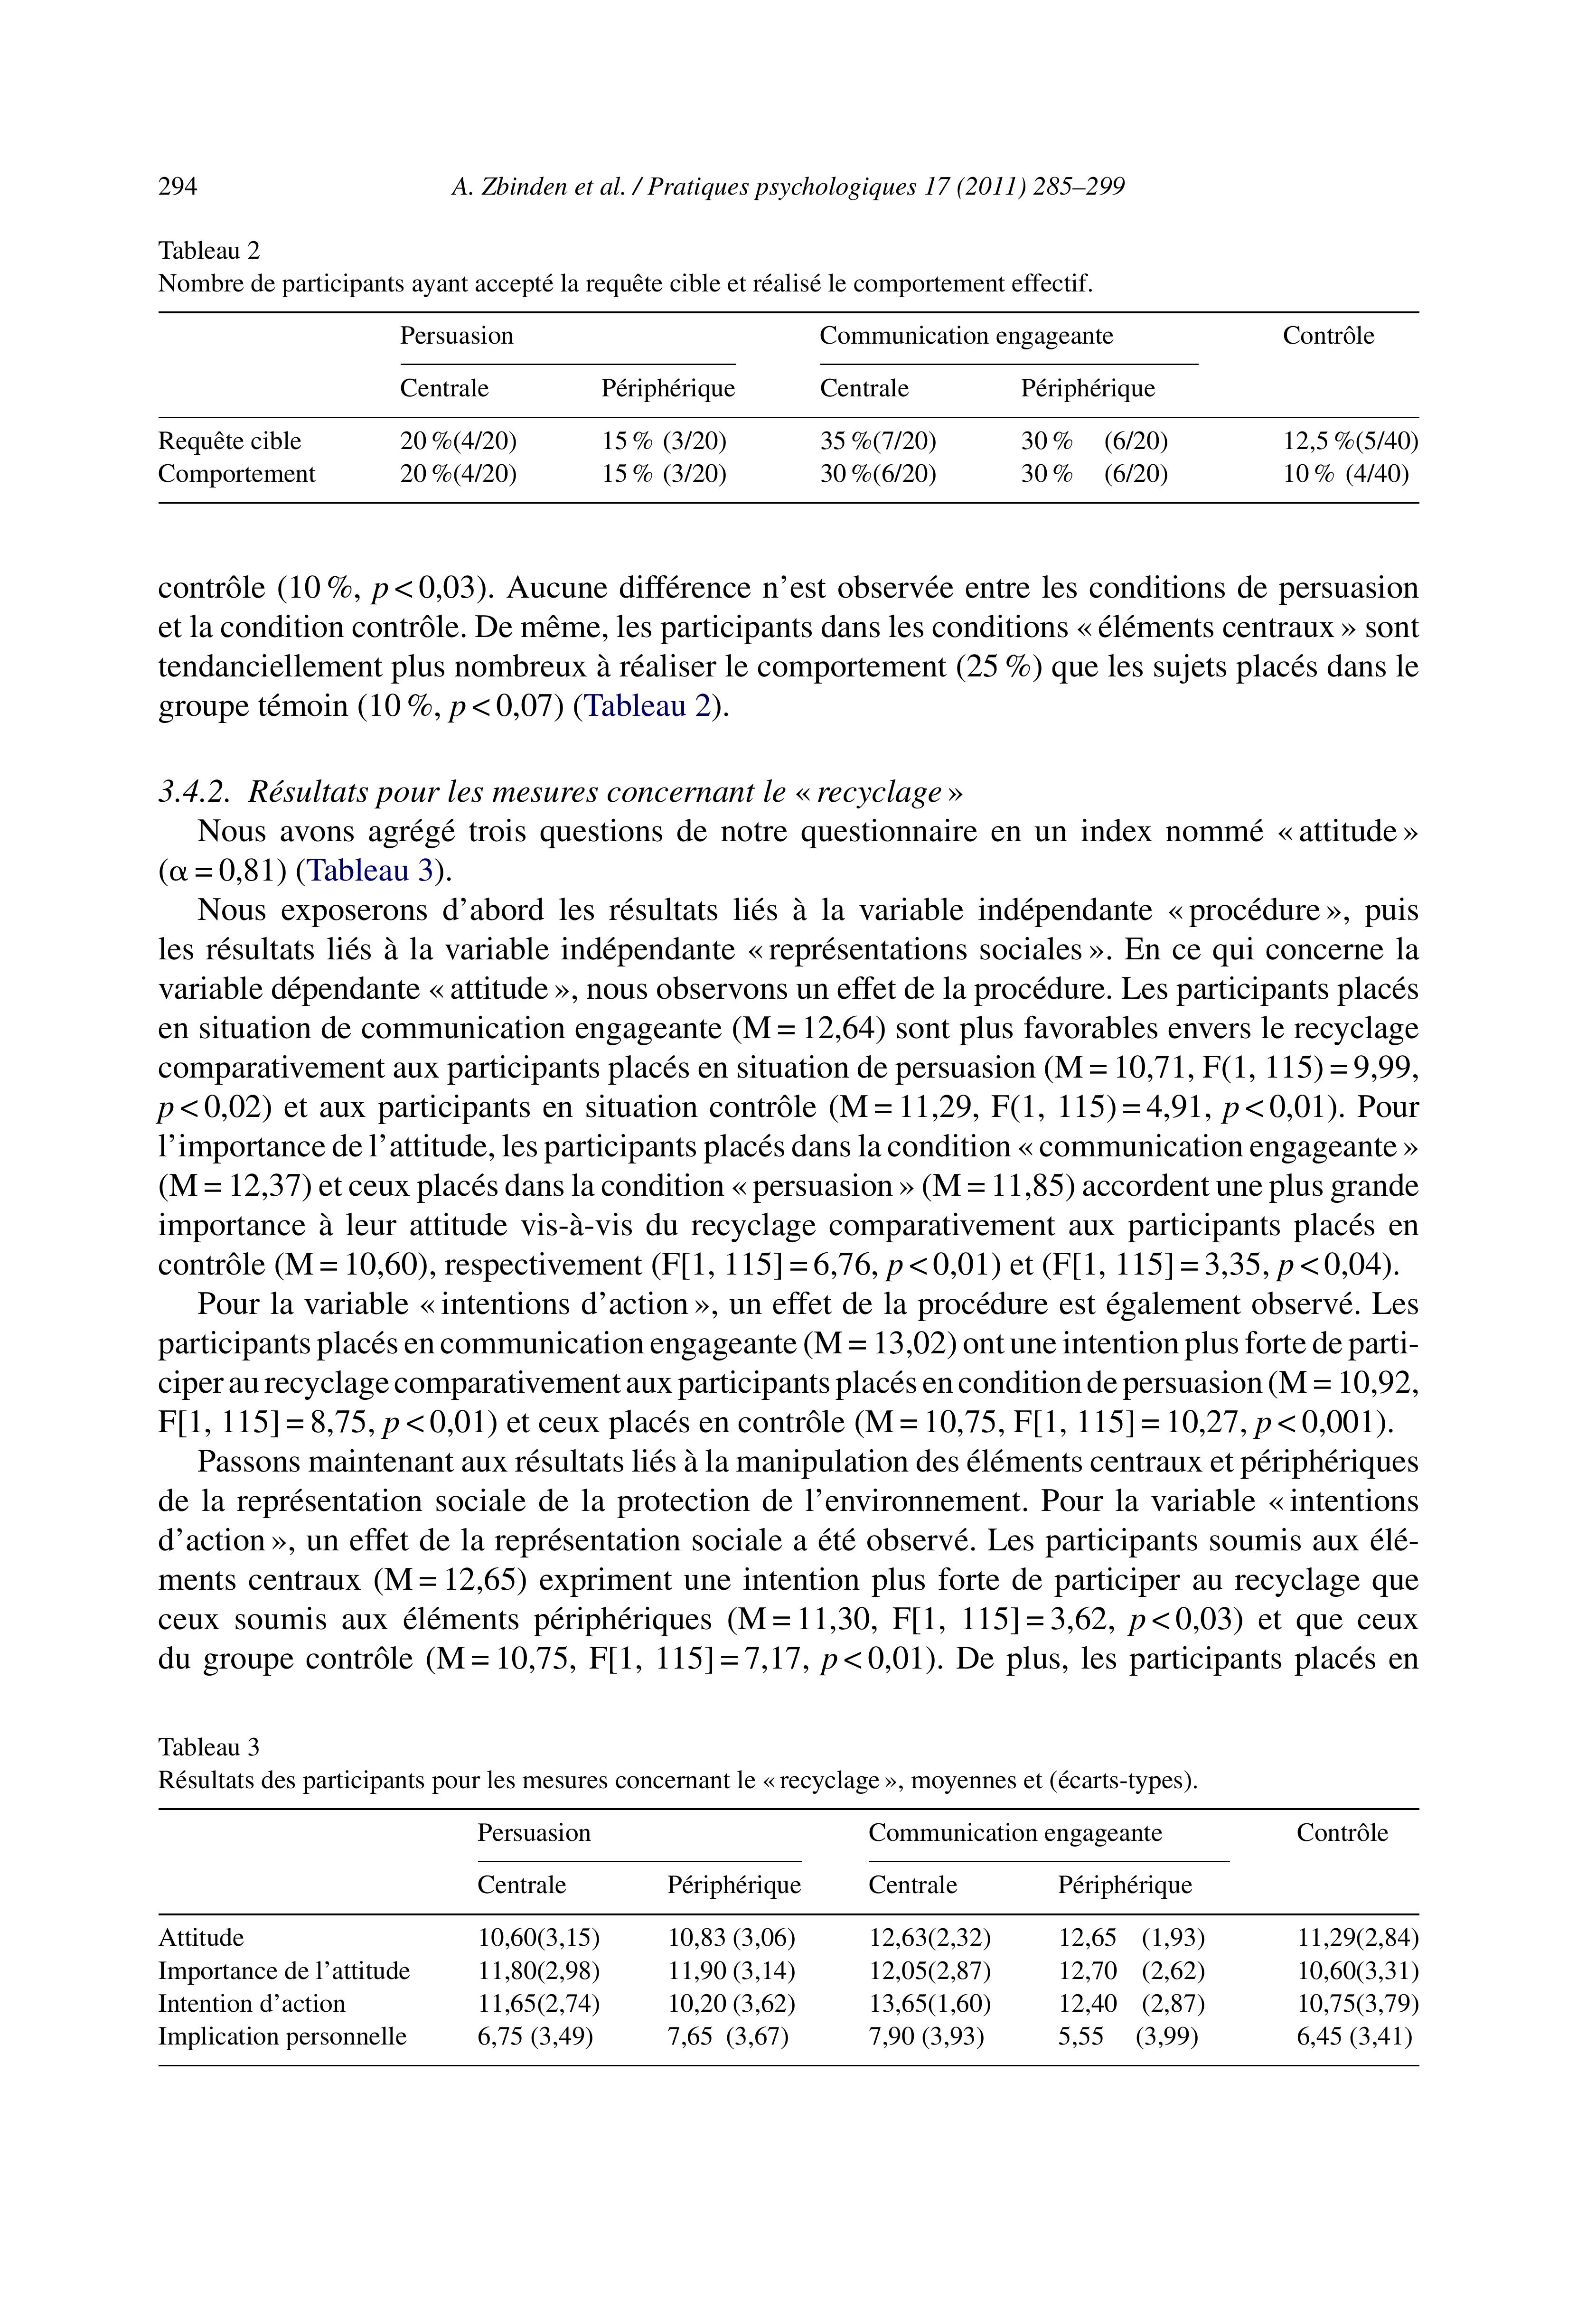 294
A. Zbinden et al. / Pratiques psychologiques 17 (2011) 285–299
Tableau 2
Nombre de participants ayant accepté la requête cible et réalisé le comportement effectif.
Persuasion Communication engageante Contrôle
Centrale Périphérique Centrale Périphérique
Requête cible 20 %(4/20) 15 % (3/20) 35 %(7/20) 30 % (6/20) 12,5 %(5/40)
Comportement 20 %(4/20) 15 % (3/20) 30 %(6/20) 30 % (6/20) 10 % (4/40)
contrôle (10 %, p < 0,03). Aucune différence n’est observée entre les conditions de persuasion
et la condition contrôle. De même, les participants dans les conditions « éléments centraux » sont
tendanciellement plus nombreux à réaliser le comportement (25 %) que les sujets placés dans le
groupe témoin (10 %, p < 0,07) (Tableau 2).
3.4.2. Résultats pour les mesures concernant le « recyclage »
Nous avons agrégé trois questions de notre questionnaire en un index nommé « attitude »
(α = 0,81) (Tableau 3).
Nous exposerons d’abord les résultats liés à la variable indépendante « procédure », puis
les résultats liés à la variable indépendante « représentations sociales ». En ce qui concerne la
variable dépendante « attitude », nous observons un effet de la procédure. Les participants placés
en situation de communication engageante (M = 12,64) sont plus favorables envers le recyclage
comparativement aux participants placés en situation de persuasion (M = 10,71, F(1, 115) = 9,99,
p < 0,02) et aux participants en situation contrôle (M = 11,29, F(1, 115) = 4,91, p < 0,01). Pour
l’importance de l’attitude, les participants placés dans la condition « communication engageante »
(M = 12,37) et ceux placés dans la condition « persuasion » (M = 11,85) accordent une plus grande
importance à leur attitude vis-à-vis du recyclage comparativement aux participants placés en
contrôle (M = 10,60), respectivement (F[1, 115] = 6,76, p < 0,01) et (F[1, 115] = 3,35, p < 0,04).
Pour la variable « intentions d’action », un effet de la procédure est également observé. Les
participants placés en communication engageante (M = 13,02) ont une intention plus forte de parti-
ciper au recyclage comparativement aux participants placés en condition de persuasion (M = 10,92,
F[1, 115] = 8,75, p < 0,01) et ceux placés en contrôle (M = 10,75, F[1, 115] = 10,27, p < 0,001).
Passons maintenant aux résultats liés à la manipulation des éléments centraux et périphériques
de la représentation sociale de la protection de l’environnement. Pour la variable « intentions
d’action », un effet de la représentation sociale a été observé. Les participants soumis aux élé-
ments centraux (M = 12,65) expriment une intention plus forte de participer au recyclage que
ceux soumis aux éléments périphériques (M = 11,30, F[1, 115] = 3,62, p < 0,03) et que ceux
du groupe contrôle (M = 10,75, F[1, 115] = 7,17, p < 0,01). De plus, les participants placés en
Tableau 3
Résultats des participants pour les mesures concernant le « recyclage », moyennes et (écarts-types).
Persuasion Communication engageante Contrôle
Centrale Périphérique Centrale Périphérique
Attitude 10,60(3,15) 10,83 (3,06) 12,63(2,32) 12,65 (1,93) 11,29(2,84)
Importance de l’attitude 11,80(2,98) 11,90 (3,14) 12,05(2,87) 12,70 (2,62) 10,60(3,31)
Intention d’action 11,65(2,74) 10,20 (3,62) 13,65(1,60) 12,40 (2,87) 10,75(3,79)
Implication personnelle 6,75 (3,49) 7,65 (3,67) 7,90 (3,93) 5,55 (3,99) 6,45 (3,41)